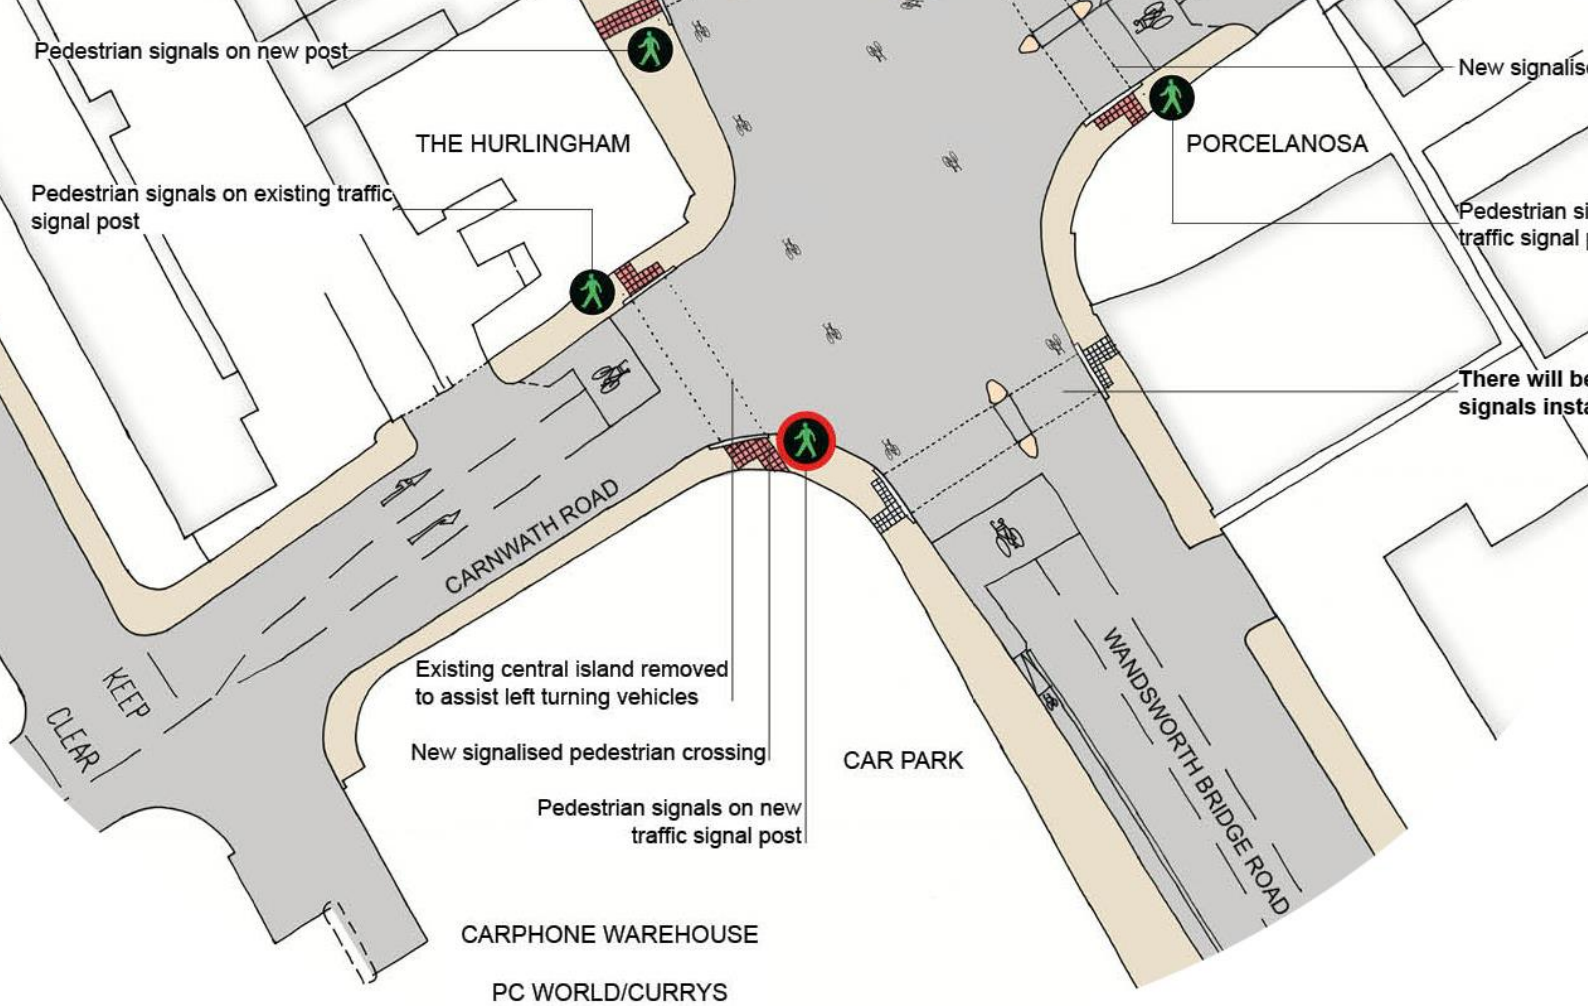 Pedestrian signals on new post
New signalis
THE HURLINGHAM
PORCELANOSA
Pedestrian signals on existing traffic
signal post
Pedestrian si
traffic signal
There will be
signals insta
CARNWATH ROAD
KEEP
CLEAR
WANDSWORTH BRIDGE ROAD
Existing central island removed
to assist left turning vehicles
New signalised pedestrian crossing
CAR PARK
Pedestrian signals on new
traffic signal post
CARPHONE WAREHOUSE
PC WORLD/CURRYS